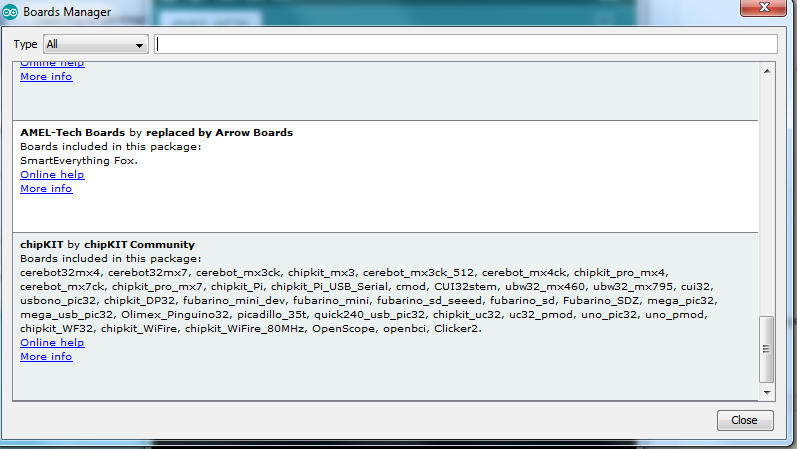 Boards Manager
Type All
Online help
More info
AMEL-Tech Boards by replaced by Arrow Boards
Boards included in this package:
SmartEverything Fox.
Online help
More info
chipKIT by chipKIT Community
Boards included in this package:
cerebot32mx4, cerebot32mx7, cerebot_mx3ck, chipkit_mx3, cerebot_mx3ck_512, cerebot_mx4ck, chipkit_pro_mx4,
cerebot_mx7ck, chipkit_pro_mx7, chipkit_Pi, chipkit_Pi_USB_Serial, cmod, CUI32stem, ubw32_mx460, ubw32_mx795, cui32,
usbono_pic32, chipkit_DP32, fubarino_mini_dev, fubarino_mini, fubarino_sd_seeed, fubarino_sd, Fubarino_SDZ, mega_pic32,
mega_usb_pic32, Olimex_Pinguino32, picadillo_35t, quick240_usb_pic32, chipkit_uc32, uc32_pmod, uno_pic32, uno_pmod,
chipkit_WF32, chipkit_WiFire, chipkit_WiFire_80MHz, OpenScope, openbci, Clicker2.
Online help
More info
Close